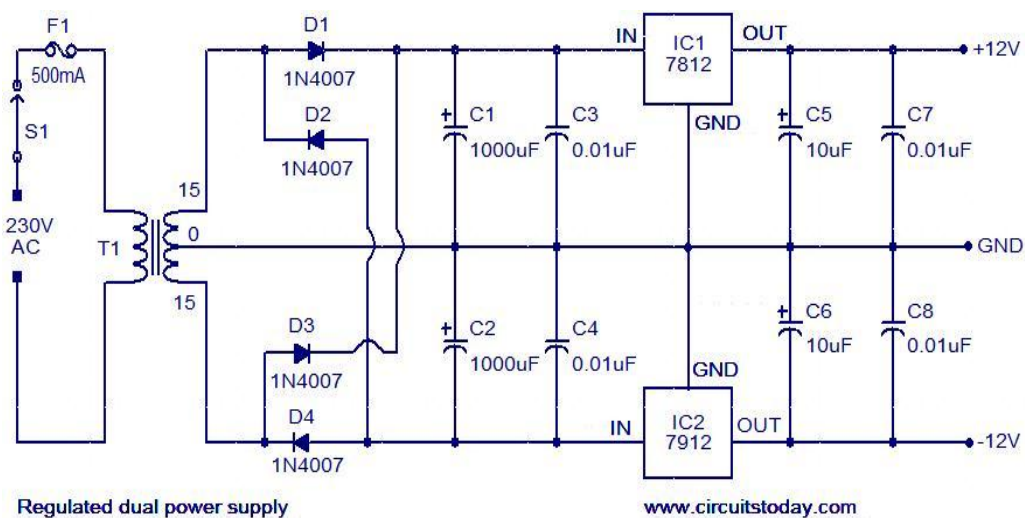 F1
500mA
S1
230V
AC
T1
15
0
15
D1
1N4007
D2
1N4007
D3
1N4007
D4
1N4007
+
C1
1000uF
C3
0.01uF
+
C2
1000uF
C4
0.01uF
IN
IC1
7812
OUT
GND
GND
IN
IC2
7912
OUT
+
C5
10uF
C7
0.01uF
+
C6
10uF
C8
0.01uF
+12V
GND
-12V
Regulated dual power supply
www.circuitstoday.com